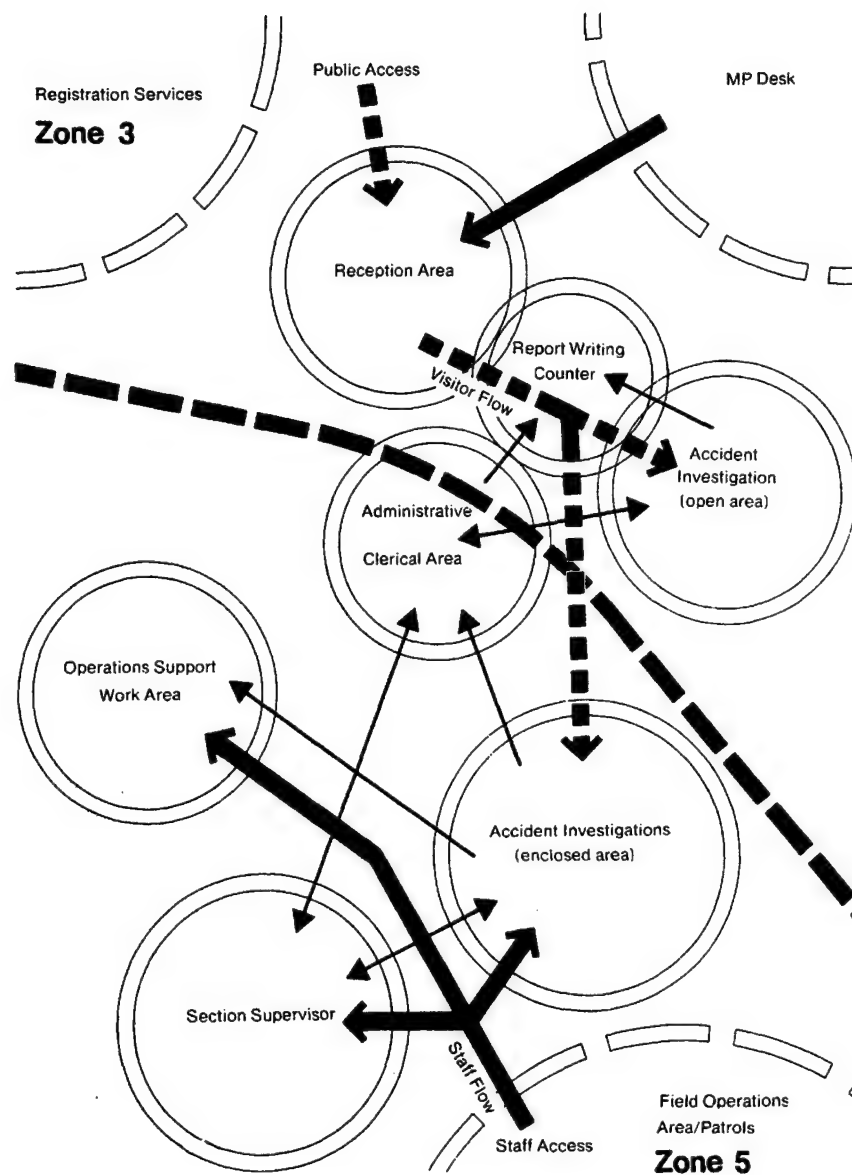 Registration Services
Zone 3
Public Access
MP Desk
Reception Area
Report Writing
Counter
Visitor Flow
Accident
Investigation
(open area)
Administrative
Clerical Area
Operations Support
Work Area
Accident Investigations
(enclosed area)
Section Supervisor
Staff Flow
Staff Access
Field Operations
Area/Patrols
Zone 5